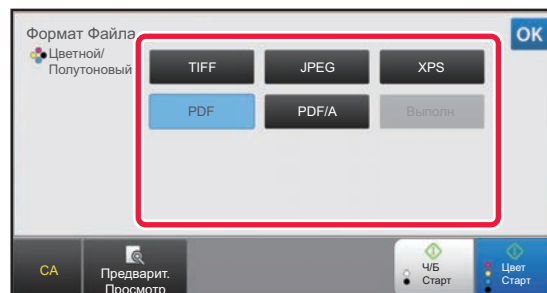 Формат Файла
OK
Цветной/
Полутоновый
TIFF
JPEG
XPS
PDF
PDF/A
Выполн
CA
Предварит.
Просмотр
Ч/Б
Старт
Цвет
Старт